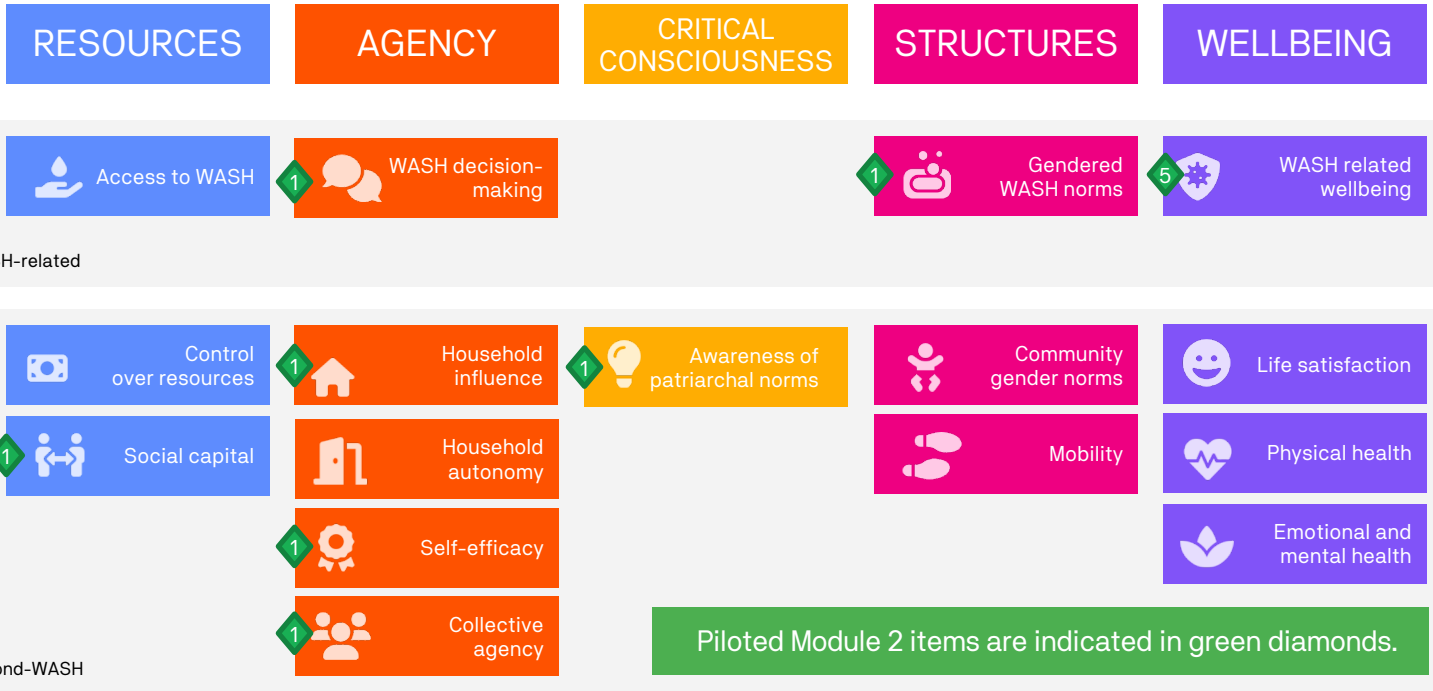 RESOURCES
AGENCY
CRITICAL
CONSCIOUSNESS
STRUCTURES
WELLBEING
Access to WASH
1
WASH decision-
making
1
Gendered
WASH norms
5
WASH related
wellbeing
H-related
Control
over resources
1
Household
influence
1
Awareness of
patriarchal norms
Community
gender norms
Life satisfaction
1
Social capital
Household
autonomy
Mobility
Physical health
1
Self-efficacy
Emotional and
mental health
1
Collective
agency
Piloted Module 2 items are indicated in green diamonds.
ond-WASH